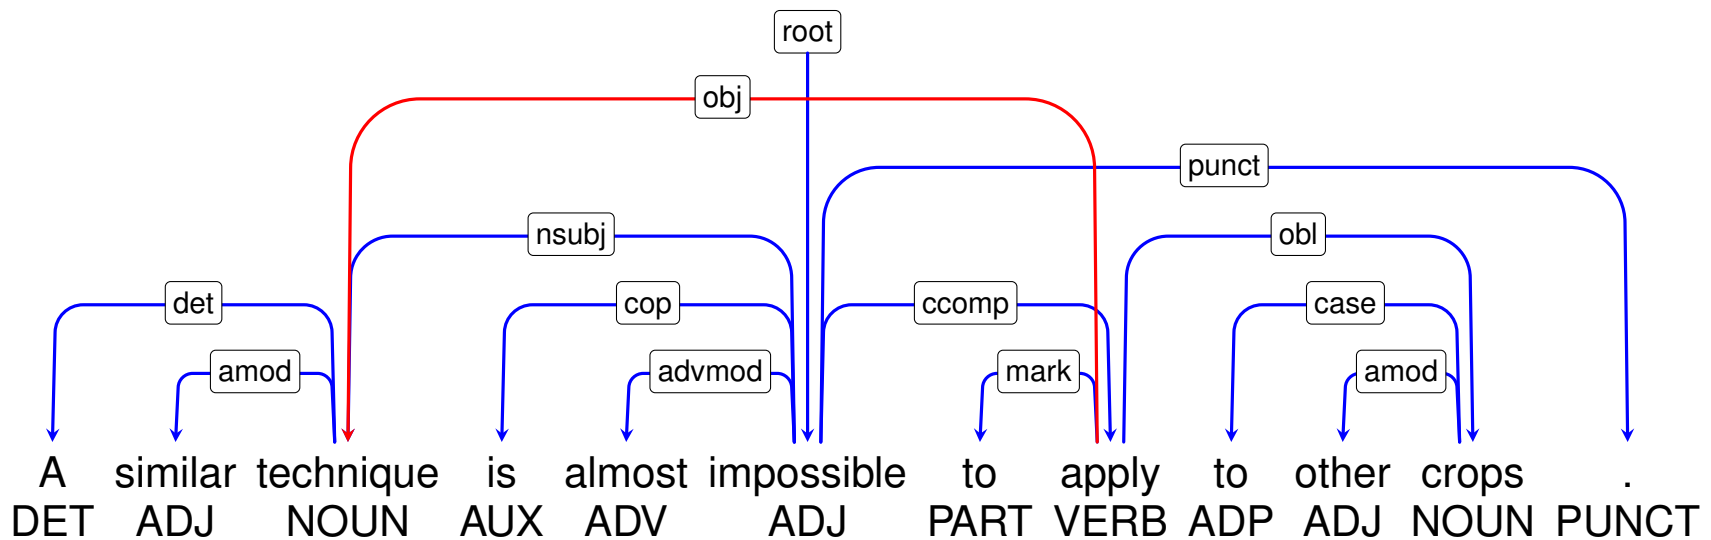 root
obj
punct
nsubj obl
det cop ccomp case
amod advmod mark amod
A similar technique is almost impossible to apply to other crops .
DET ADJ NOUN AUX ADV ADJ PART VERB ADP ADJ NOUN PUNCT